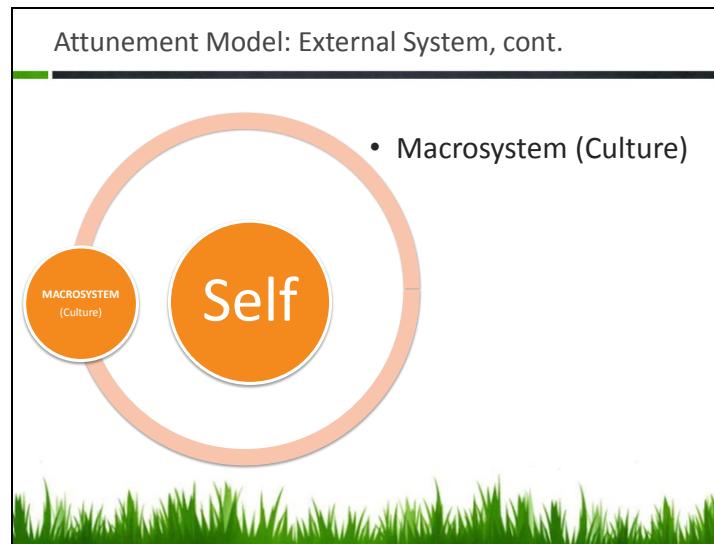 Attunement Model: External System, cont.
• Macrosystem (Culture)
MACROSYSTEM
(Culture)
Self